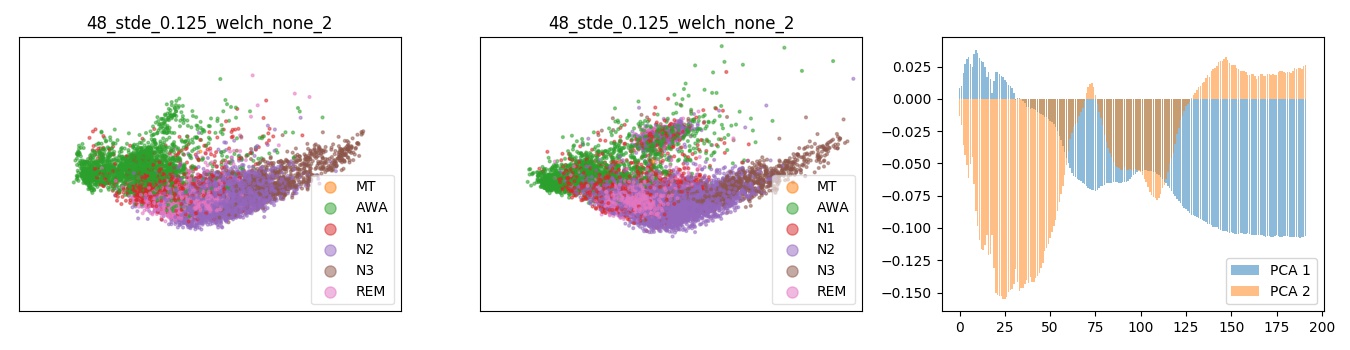 48_stde_0.125_welch_none_2
MT
AWA
N1
N2
N3
REM
48_stde_0.125_welch_none_2
MT
AWA
N1
N2
N3
REM
0.025
0.000
−0.025
−0.050
−0.075
−0.100
−0.125
−0.150
0 25 50 75 100 125 150 175 200
PCA 1
PCA 2